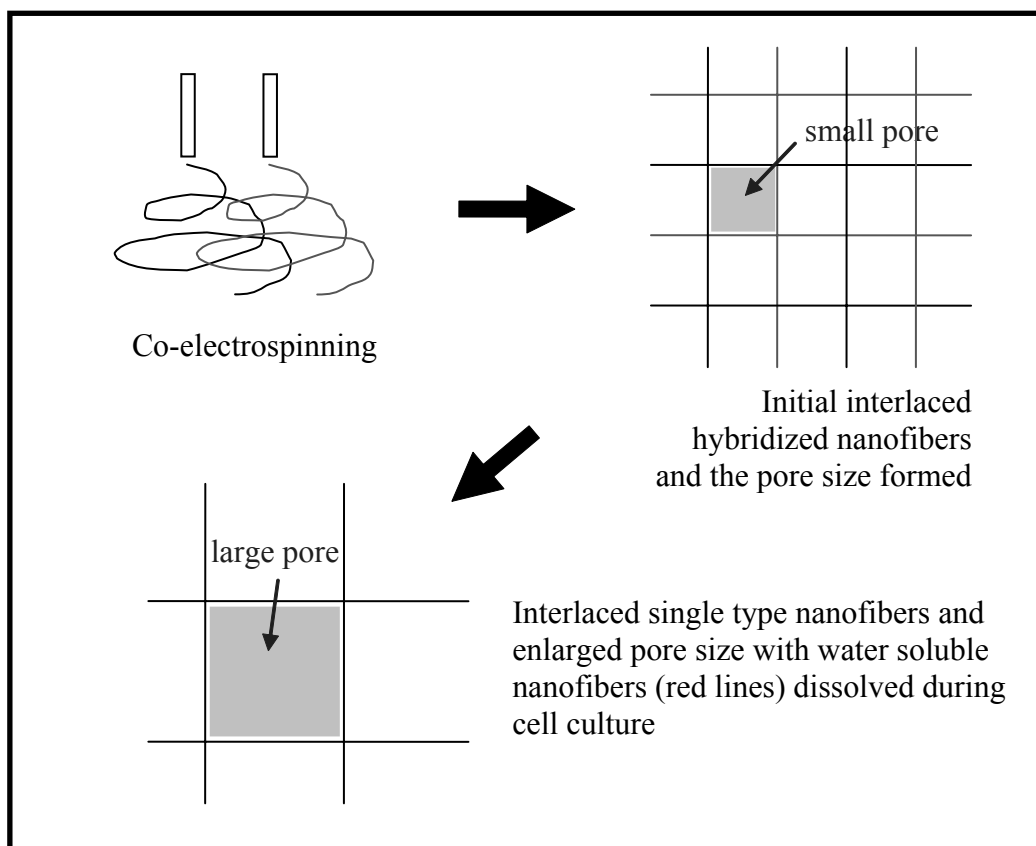 small pore
Co-electrospinning
Initial interlaced
hybridized nanofibers
and the pore size formed
large pore
Interlaced single type nanofibers and
enlarged pore size with water soluble
nanofibers (red lines) dissolved during
cell culture